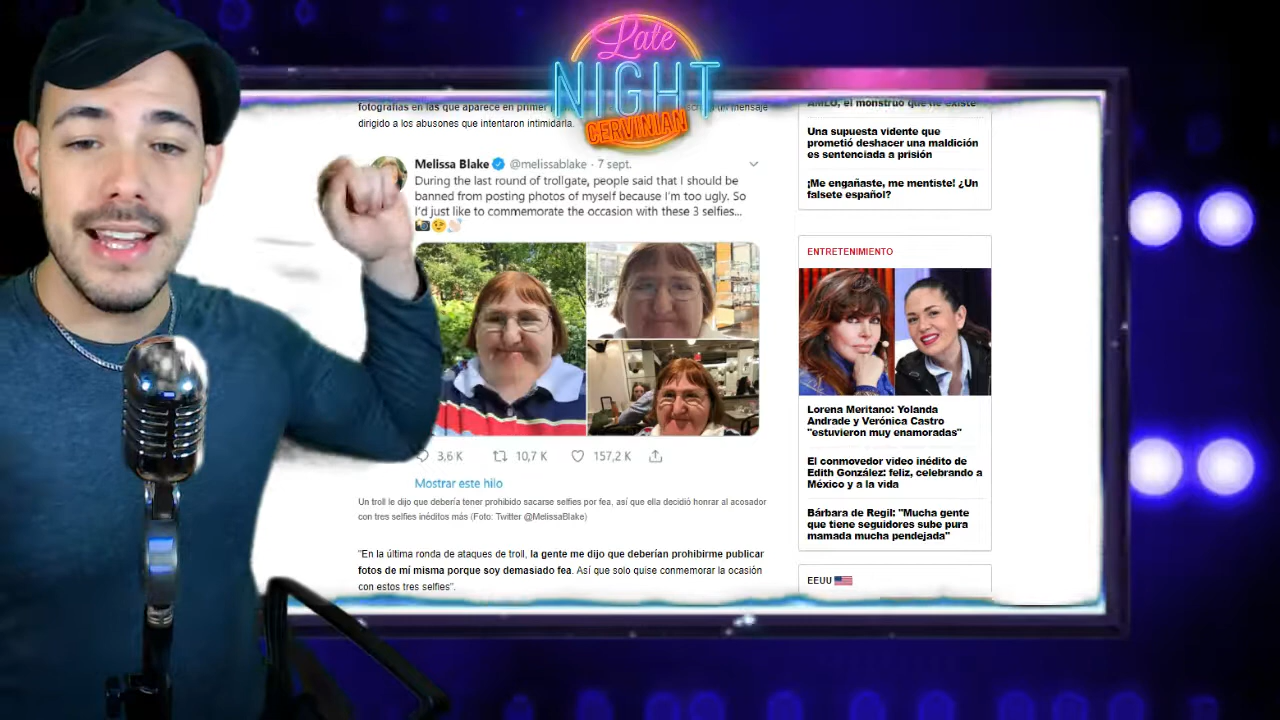 Late
NIGHT
CERVINIAN
fotografías en las que aparece en primer
un mensaje
dirigido a los abusones que intentaron intimidarla.
Melissa Blake @melissablake · 7 sept.
During the last round of trollgate, people said that I should be
banned from posting photos of myself because I'm too ugly. So
I'd just like to commemorate the occasion with these 3 selfies...
3,6 K 10,7 K 157,2 K
Mostrar este hilo
Un troll le dijo que debería tener prohibido sacarse selfies por fea, así que ella decidió honrar al acosador
con tres selfies inéditos más (Foto: Twitter @MelissaBlake)
"En la última ronda de ataques de troll, la gente me dijo que deberían prohibirme publicar
fotos de mí misma porque soy demasiado fea. Así que solo quise conmemorar la ocasión
con estos tres selfies".
AMLO, el monstruo que no existe
Una supuesta vidente que
prometió deshacer una maldición
es sentenciada a prisión
¡Me engañaste, me mentiste! ¿Un
falsete español?
ENTRETENIMIENTO
Lorena Meritano: Yolanda
Andrade y Verónica Castro
"estuvieron muy enamoradas"
El conmovedor video inédito de
Edith González: feliz, celebrando a
México y a la vida
Bárbara de Regil: "Mucha gente
que tiene seguidores sube pura
mamada mucha pendejada"
EEUU